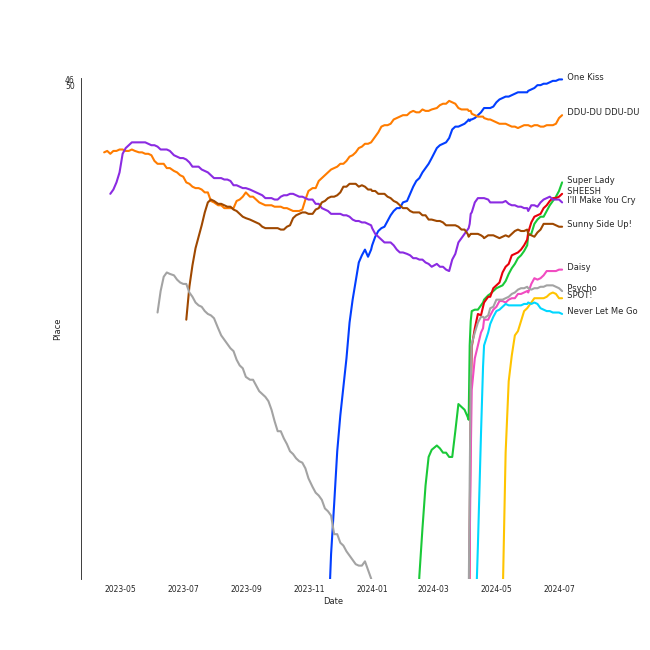 46
50
One Kiss
DDU-DU DDU-DU
Super Lady
SHEESH
I'll Make You Cry
Sunny Side Up!
Daisy
Psycho
SPOT!
Never Let Me Go
Place
2023-05 2023-07 2023-09 2023-11 2024-01 2024-03 2024-05 2024-07
Date